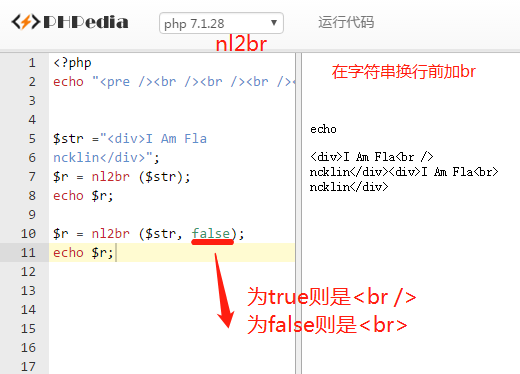 PHPedia
php 7.1.28
运行代码
nl2br
在字符串换行前加br
1 <?php
2 echo "<pre /><br /><br /><br /><
3
4
5 $str ="<div>I Am Fla
6 ncklin</div>";
7 $r = nl2br ($str);
8 echo $r;
9
10 $r = nl2br ($str, false);
11 echo $r;
12
13
14
15
16
17
echo
<div>I Am Fla<br />
ncklin</div><div>I Am Fla<br>
ncklin</div>
为true则是<br />
为false则是<br>